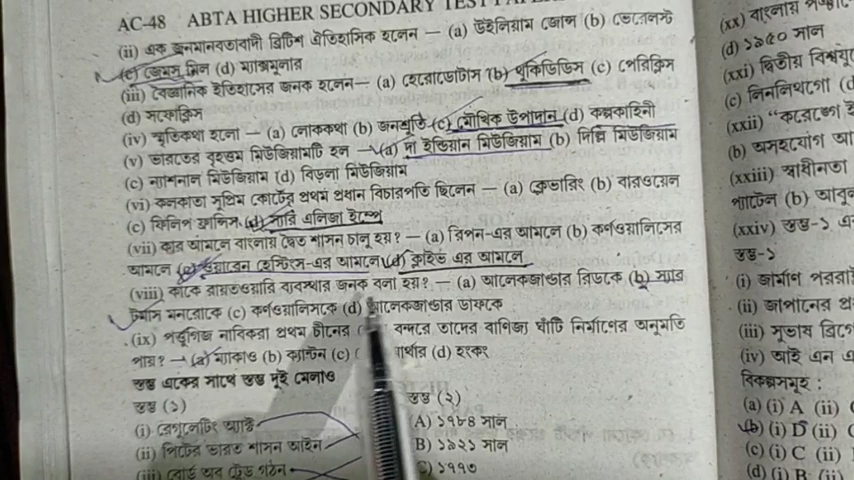 AC-48 ABTA HIGHER SECONDARY TEST PAPER
(ii) এক জনমানবতাবাদী ব্রিটিশ ঐতিহাসিক হলেন — (a) উইলিয়াম জোন্স (b) ভেরেলস্ট
(c) জেমস মিল (d) ম্যাক্সমূলার
(iii) বৈজ্ঞানিক ইতিহাসের জনক হলেন— (a) হেরোডোটাস (b) থুকিডিডিস (c) পেরিক্লিস
(d) সফোক্লিস
(iv) স্মৃতিকথা হলো — (a) লোককথা (b) জনশ্রুতি (c) মৌখিক উপাদান (d) কল্পকাহিনী
(v) ভারতের বৃহত্তম মিউজিয়ামটি হল — (a) দা ইন্ডিয়ান মিউজিয়াম (b) দিল্লি মিউজিয়াম
(c) ন্যাশনাল মিউজিয়াম (d) বিড়লা মিউজিয়াম
(vi) কলকাতা সুপ্রিম কোর্টের প্রথম প্রধান বিচারপতি ছিলেন — (a) ক্লেভারিং (b) বারওয়েল
(c) ফিলিপ ফ্রান্সিস (d) স্যার এলিজা ইম্পে
(vii) কার আমলে বাংলায় দ্বৈত শাসন চালু হয়? — (a) রিপন-এর আমলে (b) কর্নওয়ালিসের
আমলে (c) ওয়ারেন হেস্টিংস-এর আমলে (d) ক্লাইভ এর আমলে
(viii) কাকে রায়তওয়ারি ব্যবস্থার জনক বলা হয়? — (a) আলেকজান্ডার রিডকে (b) স্যার
টমাস মনরোকে (c) কর্নওয়ালিসকে (d) আলেকজান্ডার ডাফকে
(ix) পর্তুগিজ নাবিকরা প্রথম চীনের বন্দরে তাদের বাণিজ্য ঘাঁটি নির্মাণের অনুমতি
পায়? — (a) ম্যাকাও (b) ক্যান্টন (c) আর্থার (d) হংকং
স্তম্ভ একের সাথে স্তম্ভ দুই মেলাও
স্তম্ভ (১) স্তম্ভ (২)
(i) রেগুলেটিং অ্যাক্ট (A) ১৭৮৪ সাল
(ii) পিটের ভারত শাসন আইন (B) ১৯২১ সাল
(iii) বোর্ড অব ট্রেড গঠন (C) ১৭৭৩
(xx) বাংলায়
(d) ১৯৫০ সাল
(xxi) দ্বিতীয় বিশ্বযু
(c) লিনলিথগো (d)
(xxii) "করেঙ্গে ই
(b) অসহযোগ আ
(xxiii) স্বাধীনতা
প্যাটেল (b) আবুল
(xxiv) স্তম্ভ-১ এ
স্তম্ভ-১
(i) জার্মান পররা
(ii) জাপানের প্র
(iii) সুভাষ ব্রিগে
(iv) আই এন এ
বিকল্পসমূহ :
(a) (i) A (ii)
(b) (i) D (ii)
(c) (i) C (ii)
(d) (i) B (ii)